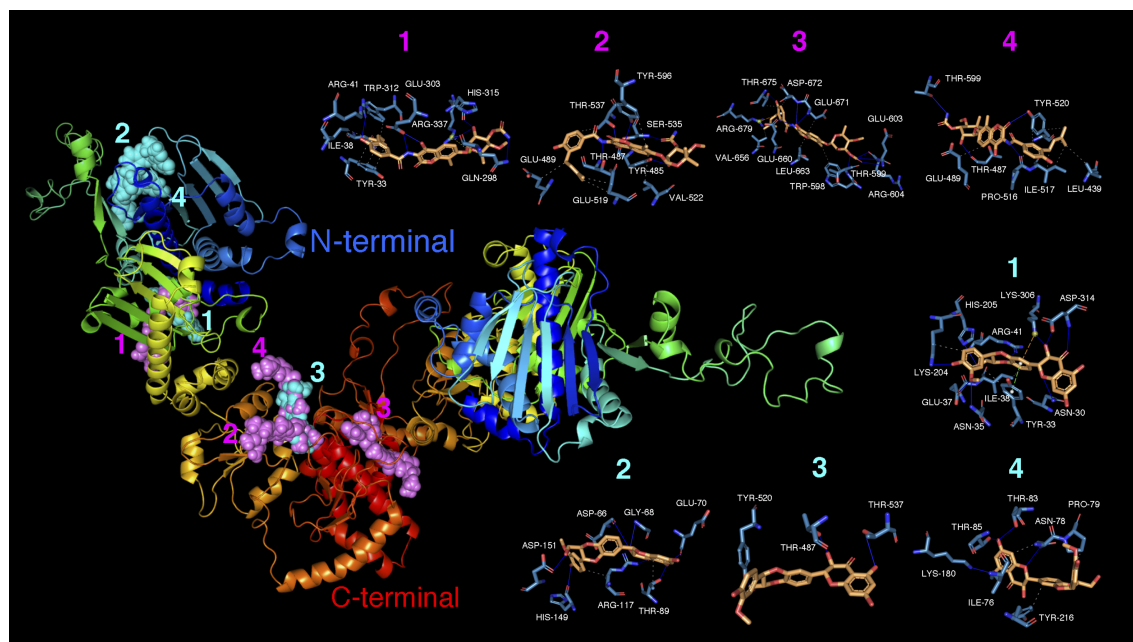 1
2
3
4
ARG-41
TRP-312
GLU-303
HIS-315
ARG-337
ILE-38
TYR-33
GLN-298
TYR-596
THR-537
SER-535
GLU-489
THR-487
TYR-485
GLU-519
VAL-522
THR-675
ASP-672
GLU-671
GLU-603
ARG-679
VAL-656
GLU-660
LEU-663
THR-599
TRP-598
ARG-604
THR-599
TYR-520
GLU-489
THR-487
PRO-516
ILE-517
LEU-439
2
4
N-terminal
1
1
4
3
3
2
C-terminal
1
LYS-306
ASP-314
HIS-205
ARG-41
LYS-204
GLU-37
ILE-38
ASN-35
TYR-33
ASN-30
2
3
4
ASP-66
GLY-68
GLU-70
ASP-151
HIS-149
ARG-117
THR-89
TYR-520
THR-537
THR-487
THR-83
PRO-79
ASN-78
THR-85
LYS-180
ILE-76
TYR-216